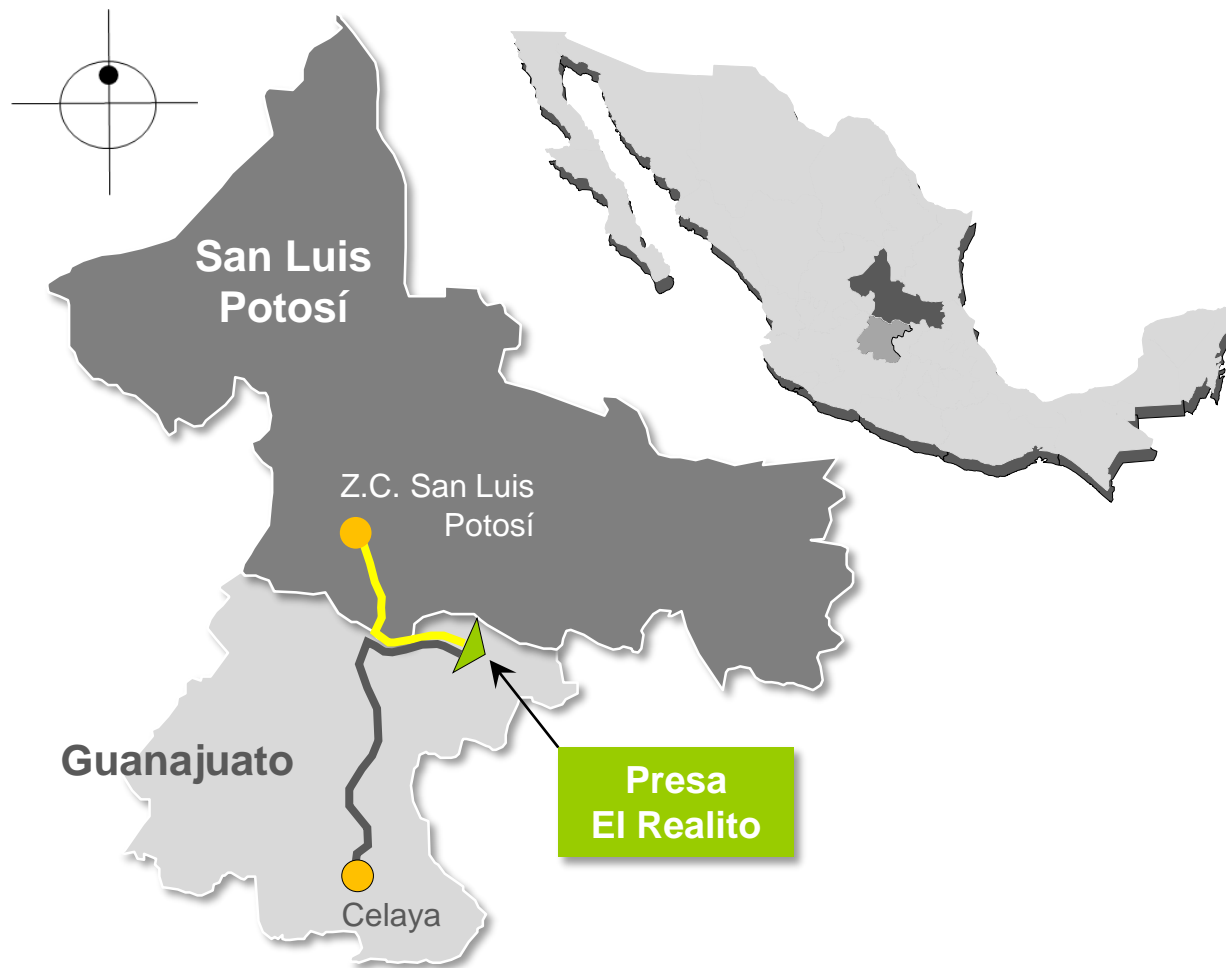 San Luis
Potosí
Z.C. San Luis
Potosí
Guanajuato
Presa
El Realito
Celaya